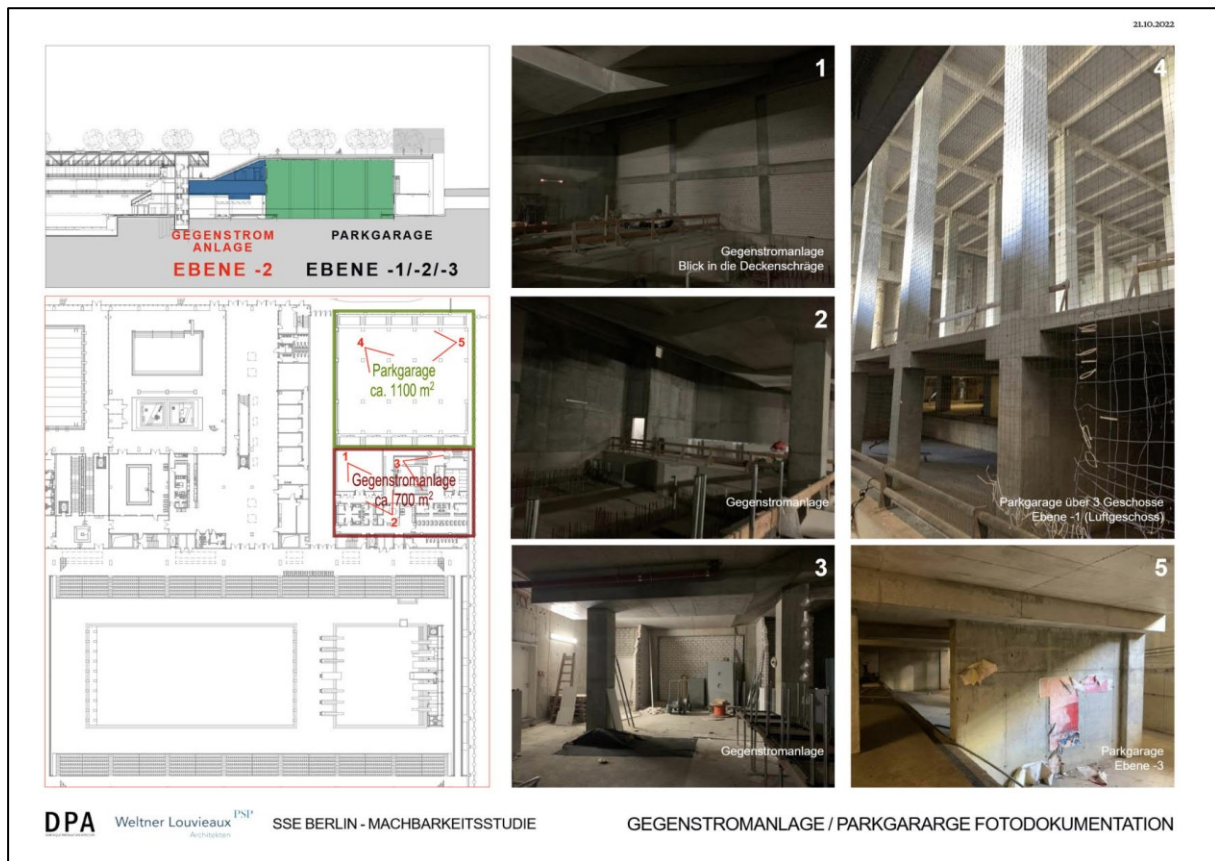 21.10.2022
GEGENSTROM
ANLAGE
EBENE -2
PARKGARAGE
EBENE -1/-2/-3
4
5
Parkgarage
ca. 1100 m²
1
3
Gegenstromanlage
ca. 700 m²
2
1
Gegenstromanlage
Blick in die Deckenschräge
2
Gegenstromanlage
3
Gegenstromanlage
4
Parkgarage über 3 Geschosse
Ebene -1 (Luftgeschoss)
5
Parkgarage
Ebene -3
DPA
Weltner Louvieaux PSP
Architekten
SSE BERLIN - MACHBARKEITSSTUDIE
GEGENSTROMANLAGE / PARKGARARGE FOTODOKUMENTATION